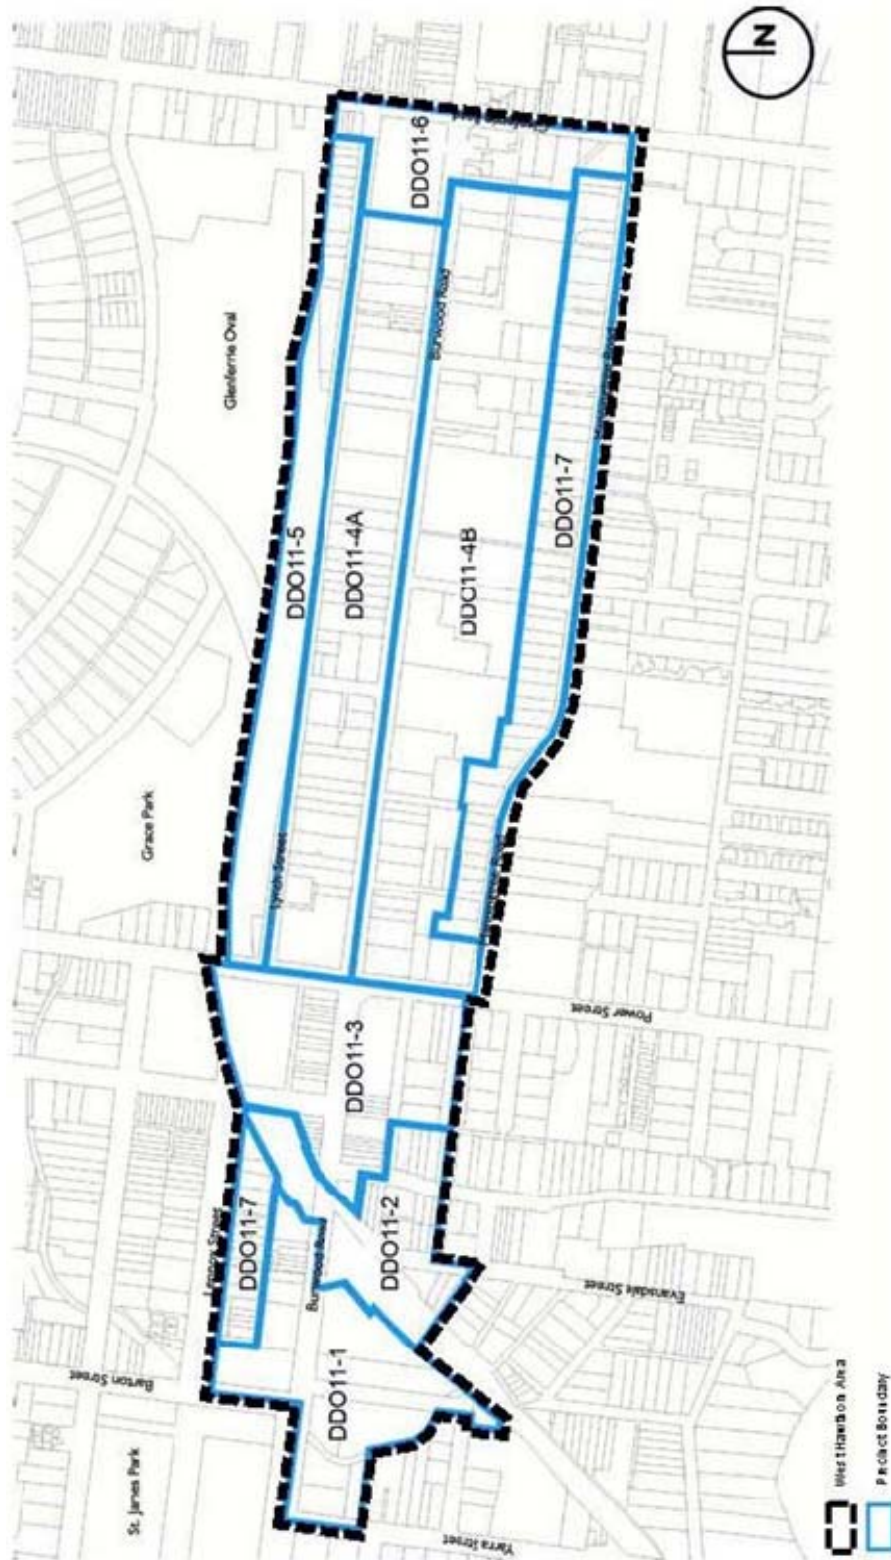 N
Glenferrie Oval
Grace Park
St. James Park
Barton Street
Burwood Road
Burwood Road
Lynch Street
Power Street
Evansdale Street
Yarra Street
DDO11-6
DDO11-5
DDO11-4A
DDC11-4B
DDO11-7
DDO11-3
DDO11-7
DDO11-2
DDO11-1
West Hawthorn Area
Precinct Boundary